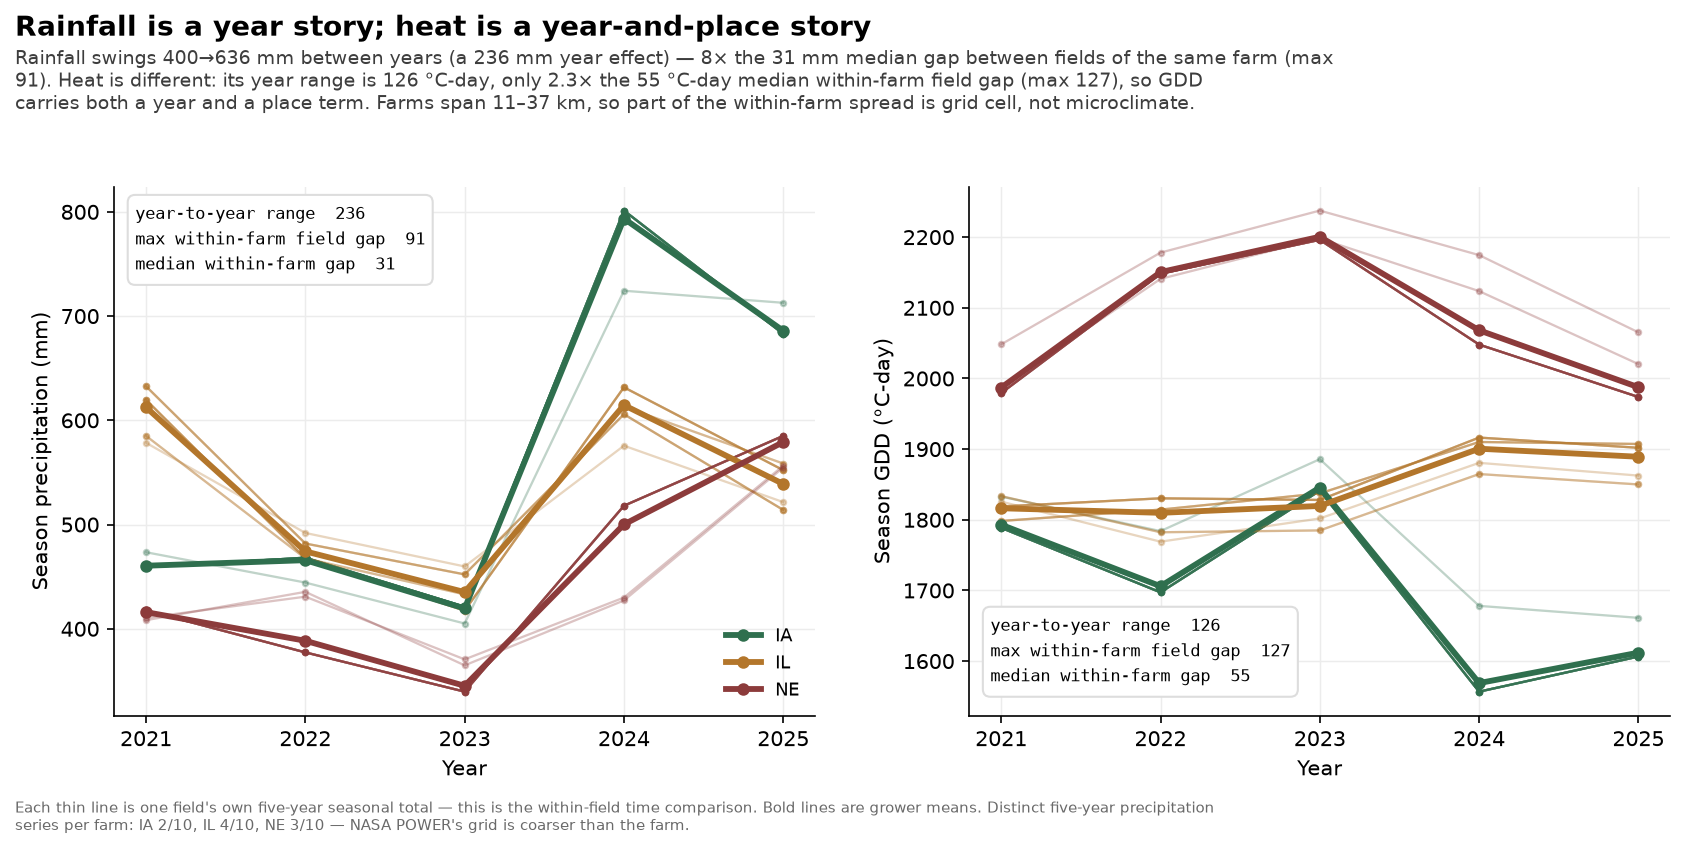 Rainfall is a year story; heat is a year-and-place story
Rainfall swings 400→636 mm between years (a 236 mm year effect) — 8× the 31 mm median gap between fields of the same farm (max
91). Heat is different: its year range is 126 °C-day, only 2.3× the 55 °C-day median within-farm field gap (max 127), so GDD
carries both a year and a place term. Farms span 11–37 km, so part of the within-farm spread is grid cell, not microclimate.
Season precipitation (mm)
800
700
600
500
400
year-to-year range 236
max within-farm field gap 91
median within-farm gap 31
IA
IL
NE
2021
2022
2023
2024
2025
Year
Season GDD (°C-day)
2200
2100
2000
1900
1800
1700
1600
year-to-year range 126
max within-farm field gap 127
median within-farm gap 55
2021
2022
2023
2024
2025
Year
Each thin line is one field's own five-year seasonal total — this is the within-field time comparison. Bold lines are grower means. Distinct five-year precipitation
series per farm: IA 2/10, IL 4/10, NE 3/10 — NASA POWER's grid is coarser than the farm.